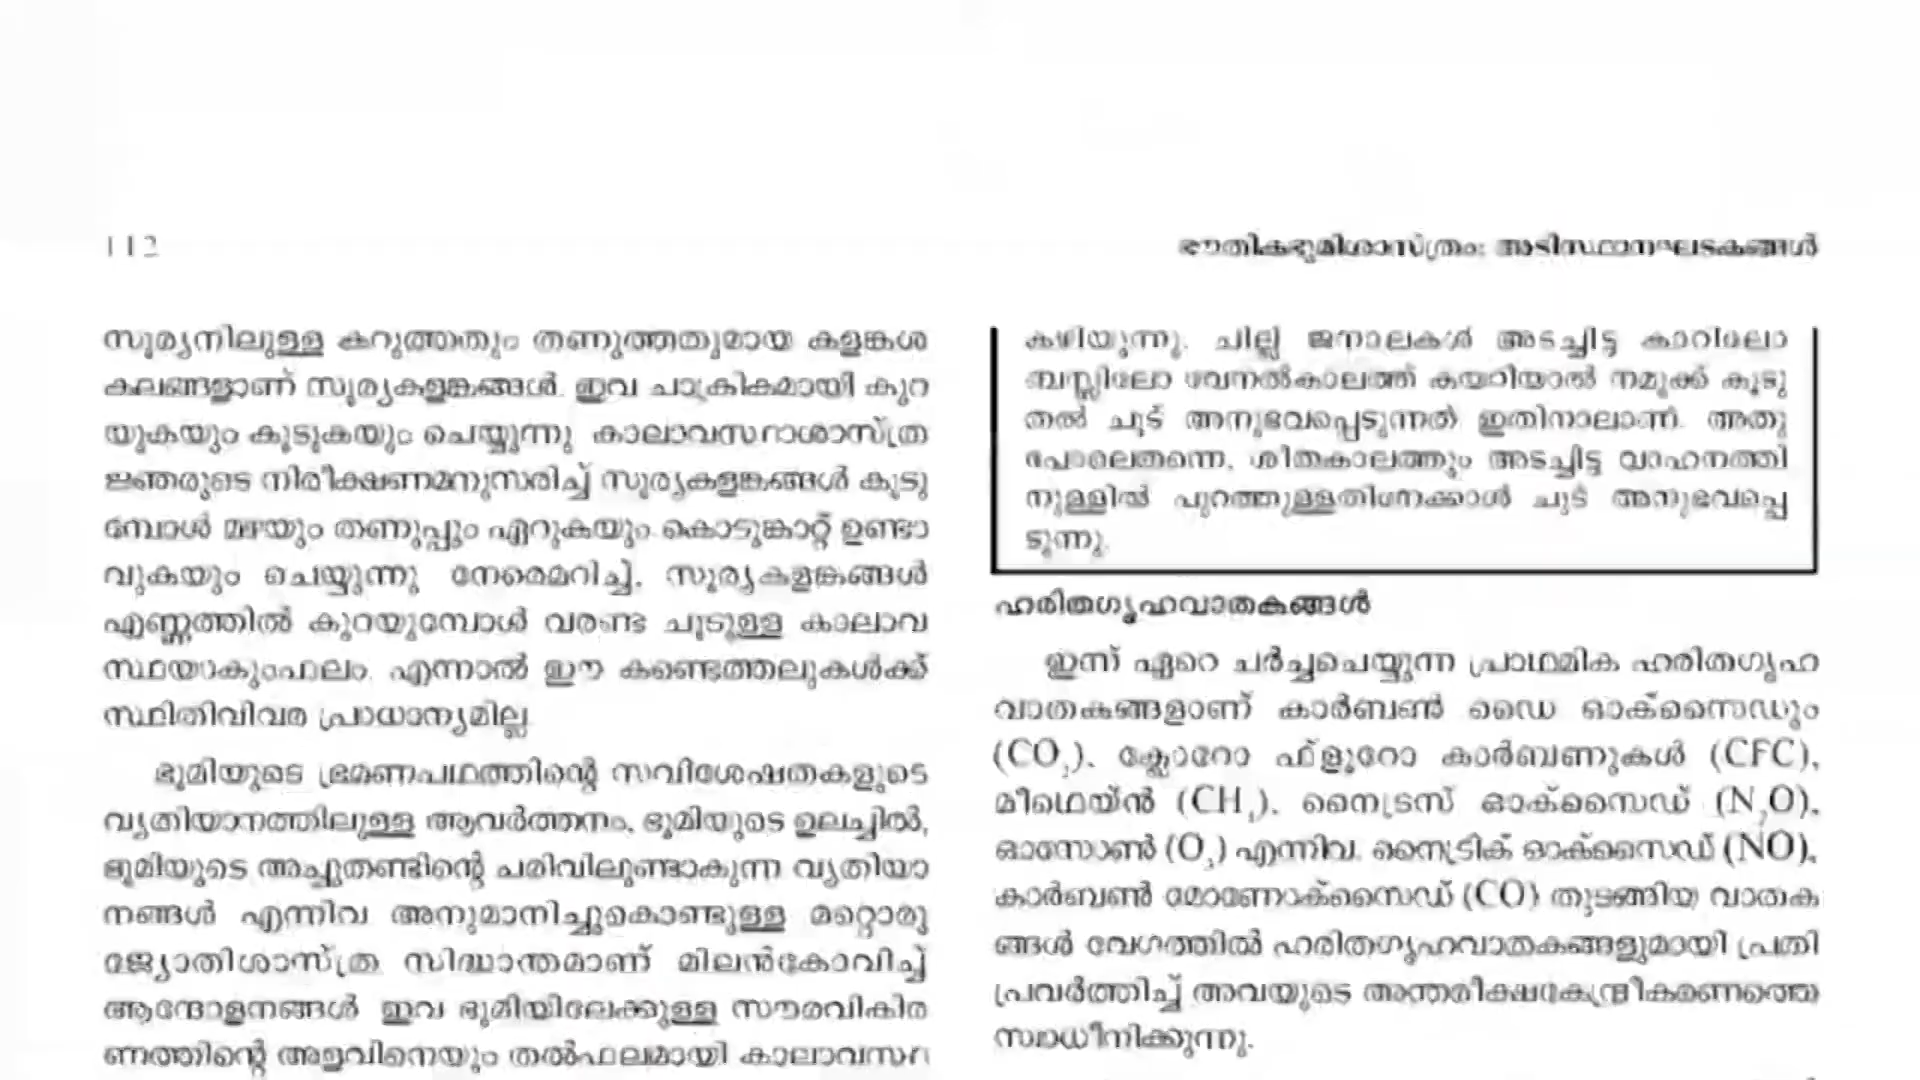 112
ഭൗതികഭൂമിശാസ്ത്രം: അടിസ്ഥാനഘടകങ്ങൾ
സൂര്യനിലുള്ള കറുത്തതും തണുത്തതുമായ കളങ്കശ
കലങ്ങളാണ് സൂര്യകളങ്കങ്ങൾ. ഇവ ചാക്രികമായി കുറ
യുകയും കൂടുകയും ചെയ്യുന്നു. കാലാവസ്ഥാശാസ്ത്ര
ജ്ഞരുടെ നിരീക്ഷണമനുസരിച്ച് സൂര്യകളങ്കങ്ങൾ കൂടു
മ്പോൾ മഴയും തണുപ്പും ഏറുകയും കൊടുങ്കാറ്റ് ഉണ്ടാ
വുകയും ചെയ്യുന്നു. നേരെമറിച്ച്, സൂര്യകളങ്കങ്ങൾ
എണ്ണത്തിൽ കുറയുമ്പോൾ വരണ്ട ചൂടുള്ള കാലാവ
സ്ഥയാകുംഫലം. എന്നാൽ ഈ കണ്ടെത്തലുകൾക്ക്
സ്ഥിതിവിവര പ്രാധാന്യമില്ല.
ഭൂമിയുടെ ഭ്രമണപഥത്തിന്റെ സവിശേഷതകളുടെ
വ്യതിയാനത്തിലുള്ള ആവർത്തനം, ഭൂമിയുടെ ഉലച്ചിൽ,
ഭൂമിയുടെ അച്ചുതണ്ടിന്റെ ചരിവിലുണ്ടാകുന്ന വ്യതിയാ
നങ്ങൾ എന്നിവ അനുമാനിച്ചുകൊണ്ടുള്ള മറ്റൊരു
ജ്യോതിശാസ്ത്ര സിദ്ധാന്തമാണ് മിലൻകോവിച്ച്
ആന്ദോളനങ്ങൾ. ഇവ ഭൂമിയിലേക്കുള്ള സൗരവികിര
ണത്തിന്റെ അളവിനെയും തൽഫലമായി കാലാവസ്ഥ
കഴിയുന്നു. ചില്ല് ജനാലകൾ അടച്ചിട്ട കാറിലോ
ബസ്സിലോ വേനൽകാലത്ത് കയറിയാൽ നമുക്ക് കൂടു
തൽ ചൂട് അനുഭവപ്പെടുന്നത് ഇതിനാലാണ്. അതു
പോലെതന്നെ, ശീതകാലത്തും അടച്ചിട്ട വാഹനത്തി
നുള്ളിൽ പുറത്തുള്ളതിനേക്കാൾ ചൂട് അനുഭവപ്പെ
ടുന്നു.
ഹരിതഗൃഹവാതകങ്ങൾ
ഇന്ന് ഏറെ ചർച്ചചെയ്യുന്ന പ്രാഥമിക ഹരിതഗൃഹ
വാതകങ്ങളാണ് കാർബൺ ഡൈ ഓക്സൈഡും
(CO₂), ക്ലോറോ ഫ്ളൂറോ കാർബണുകൾ (CFC),
മീഥെയ്ൻ (CH₄), നൈട്രസ് ഓക്സൈഡ് (N₂O),
ഓസോൺ (O₃) എന്നിവ. നൈട്രിക് ഓക്സൈഡ് (NO),
കാർബൺ മോണോക്സൈഡ് (CO) തുടങ്ങിയ വാതക
ങ്ങൾ വേഗത്തിൽ ഹരിതഗൃഹവാതകങ്ങളുമായി പ്രതി
പ്രവർത്തിച്ച് അവയുടെ അന്തരീക്ഷകേന്ദ്രീകരണത്തെ
സ്വാധീനിക്കുന്നു.